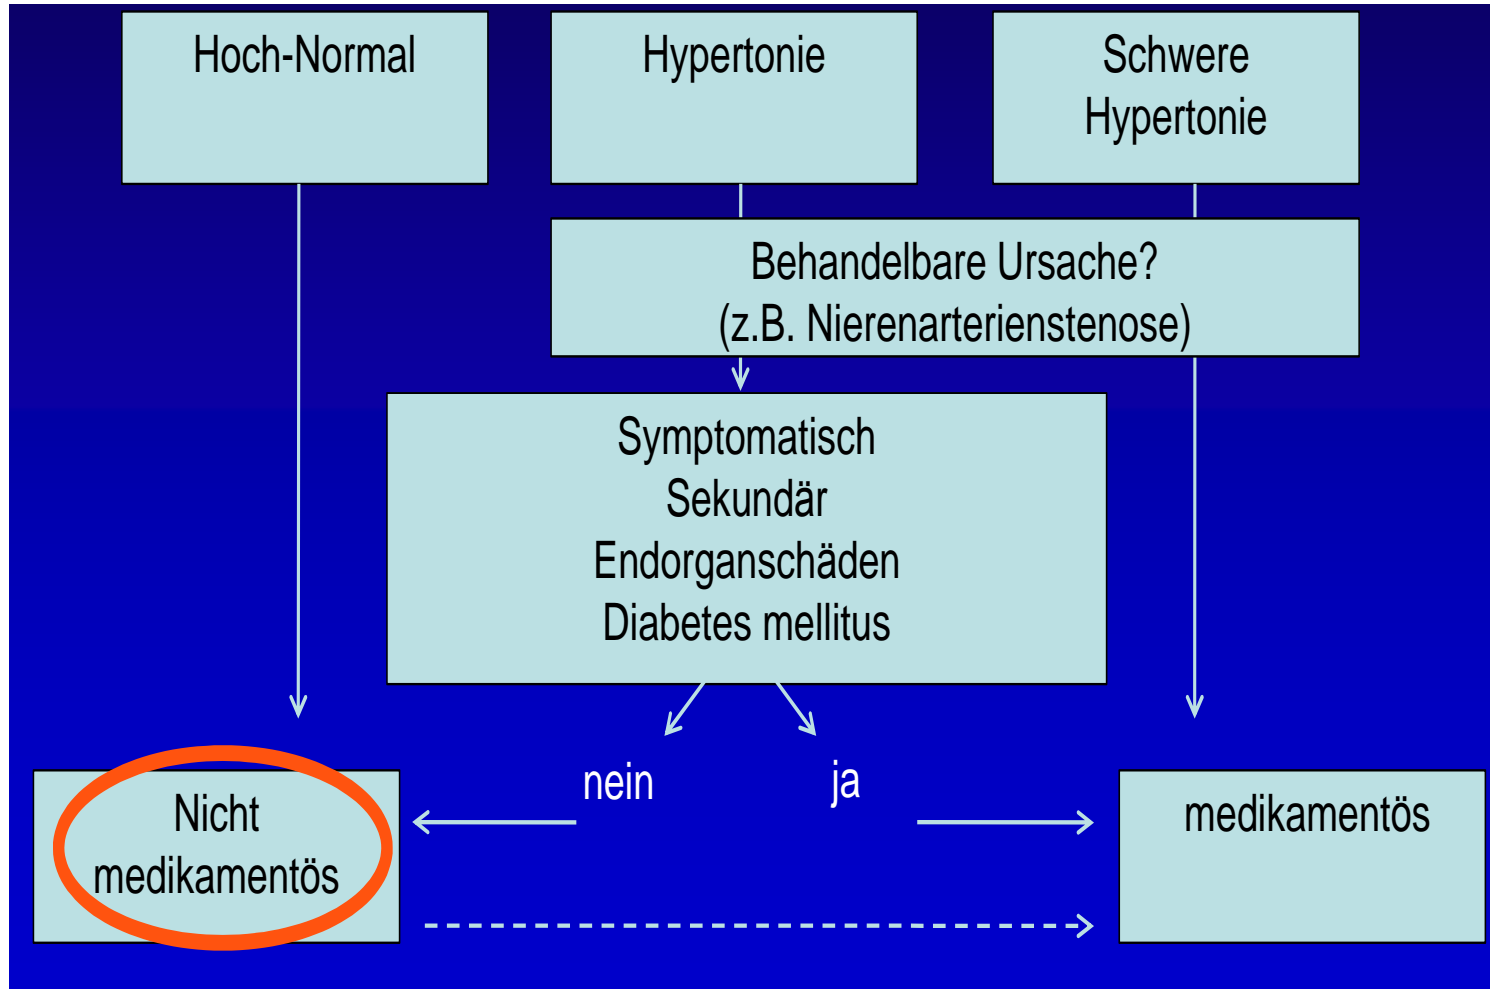 Hoch-Normal
Hypertonie
Schwere
Hypertonie
Behandelbare Ursache?
(z.B. Nierenarterienstenose)
Symptomatisch
Sekundär
Endorganschäden
Diabetes mellitus
nein
ja
Nicht
medikamentös
medikamentös